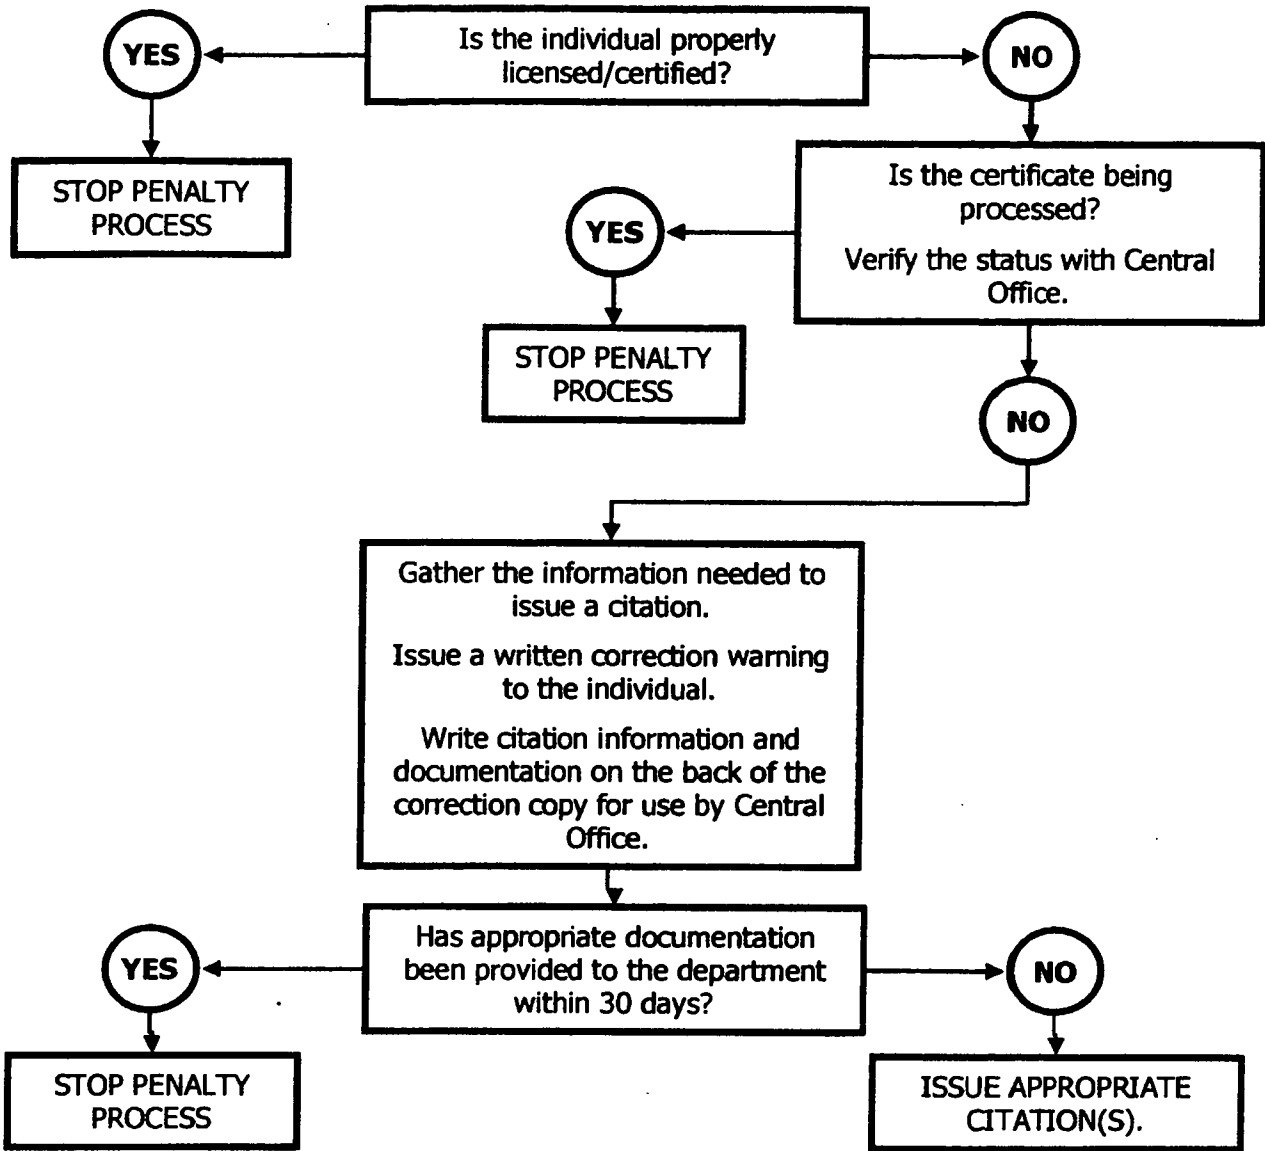 YES
Is the individual properly
licensed/certified?
NO
STOP PENALTY
PROCESS
Is the certificate being
processed?
Verify the status with Central
Office.
YES
STOP PENALTY
PROCESS
NO
Gather the information needed to
issue a citation.
Issue a written correction warning
to the individual.
Write citation information and
documentation on the back of the
correction copy for use by Central
Office.
YES
Has appropriate documentation
been provided to the department
within 30 days?
NO
STOP PENALTY
PROCESS
ISSUE APPROPRIATE
CITATION(S).